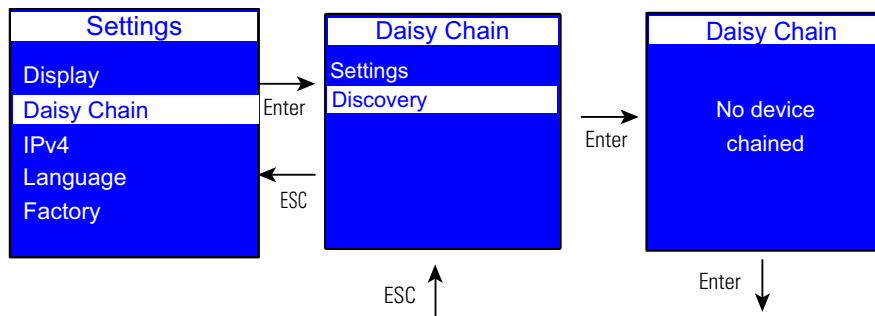 Settings
Display
Daisy Chain
IPv4
Language
Factory
Enter
ESC
Daisy Chain
Settings
Discovery
Enter
ESC
Daisy Chain
No device
chained
Enter